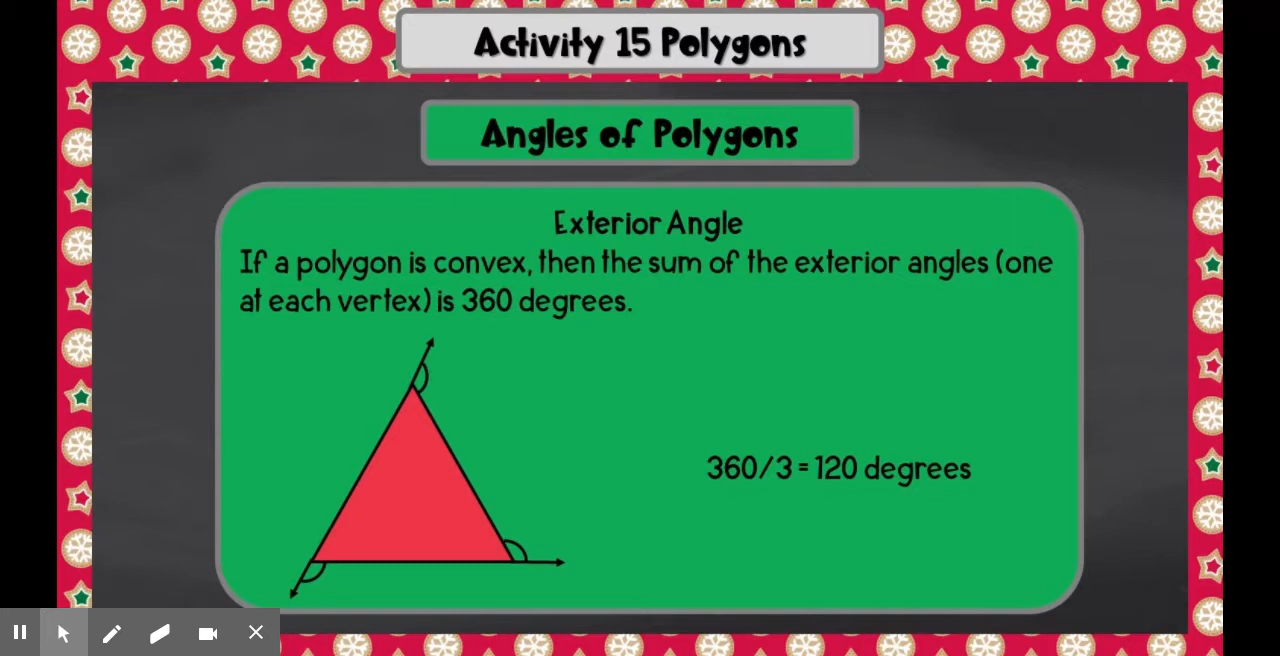 Activity 15 Polygons
Angles of Polygons
Exterior Angle
If a polygon is convex, then the sum of the exterior angles (one
at each vertex) is 360 degrees.
360/3 = 120 degrees